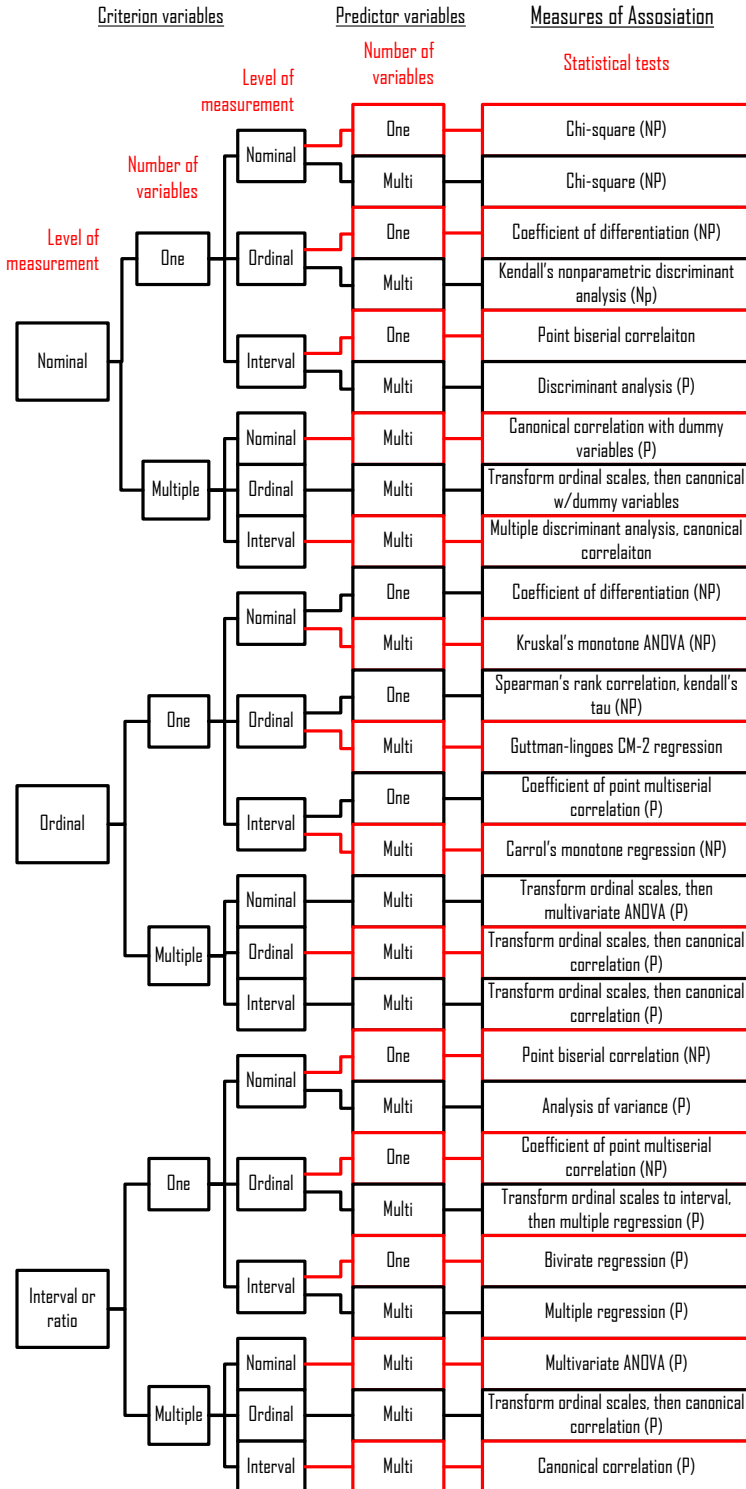 Criterion variables
Predictor variables
Measures of Assosiation
Number of
variables
Statistical tests
Level of
measurement
Number of
variables
Level of
measurement
Nominal
One
Nominal
One
Chi-square (NP)
Multi
Chi-square (NP)
Ordinal
One
Coefficient of differentiation (NP)
Multi
Kendall's nonparametric discriminant
analysis (Np)
Interval
One
Point biserial correlaiton
Multi
Discriminant analysis (P)
Multiple
Nominal
Multi
Canonical correlation with dummy
variables (P)
Ordinal
Multi
Transform ordinal scales, then canonical
w/dummy variables
Interval
Multi
Multiple discriminant analysis, canonical
correlaiton
Ordinal
One
Nominal
One
Coefficient of differentiation (NP)
Multi
Kruskal's monotone ANOVA (NP)
Ordinal
One
Spearman's rank correlation, kendall's
tau (NP)
Multi
Guttman-lingoes CM-2 regression
Interval
One
Coefficient of point multiserial
correlation (P)
Multi
Carrol's monotone regression (NP)
Multiple
Nominal
Multi
Transform ordinal scales, then
multivariate ANOVA (P)
Ordinal
Multi
Transform ordinal scales, then canonical
correlation (P)
Interval
Multi
Transform ordinal scales, then canonical
correlation (P)
Interval or
ratio
One
Nominal
One
Point biserial correlation (NP)
Multi
Analysis of variance (P)
Ordinal
One
Coefficient of point multiserial
correlation (NP)
Multi
Transform ordinal scales to interval,
then multiple regression (P)
Interval
One
Bivirate regression (P)
Multi
Multiple regression (P)
Multiple
Nominal
Multi
Multivariate ANOVA (P)
Ordinal
Multi
Transform ordinal scales, then canonical
correlation (P)
Interval
Multi
Canonical correlation (P)